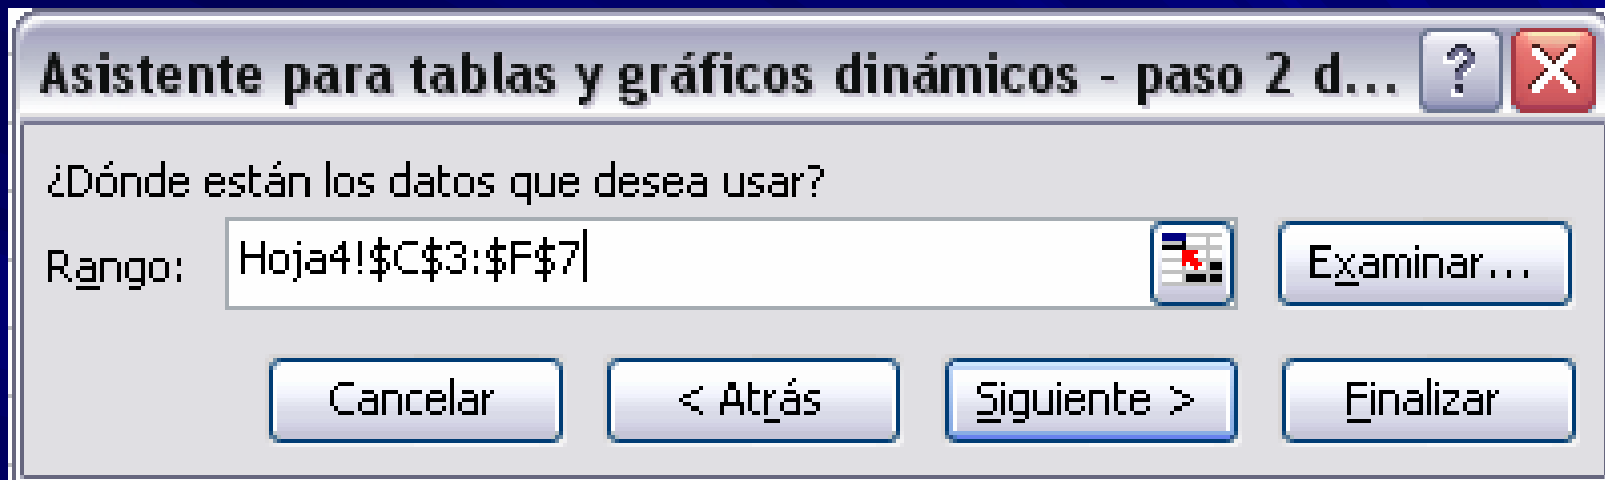 Asistente para tablas y gráficos dinámicos - paso 2 d... ?
¿Dónde están los datos que desea usar?
Rango: Hoja4!$C$3:$F$7 Examinar...
Cancelar < Atrás Siguiente > Finalizar